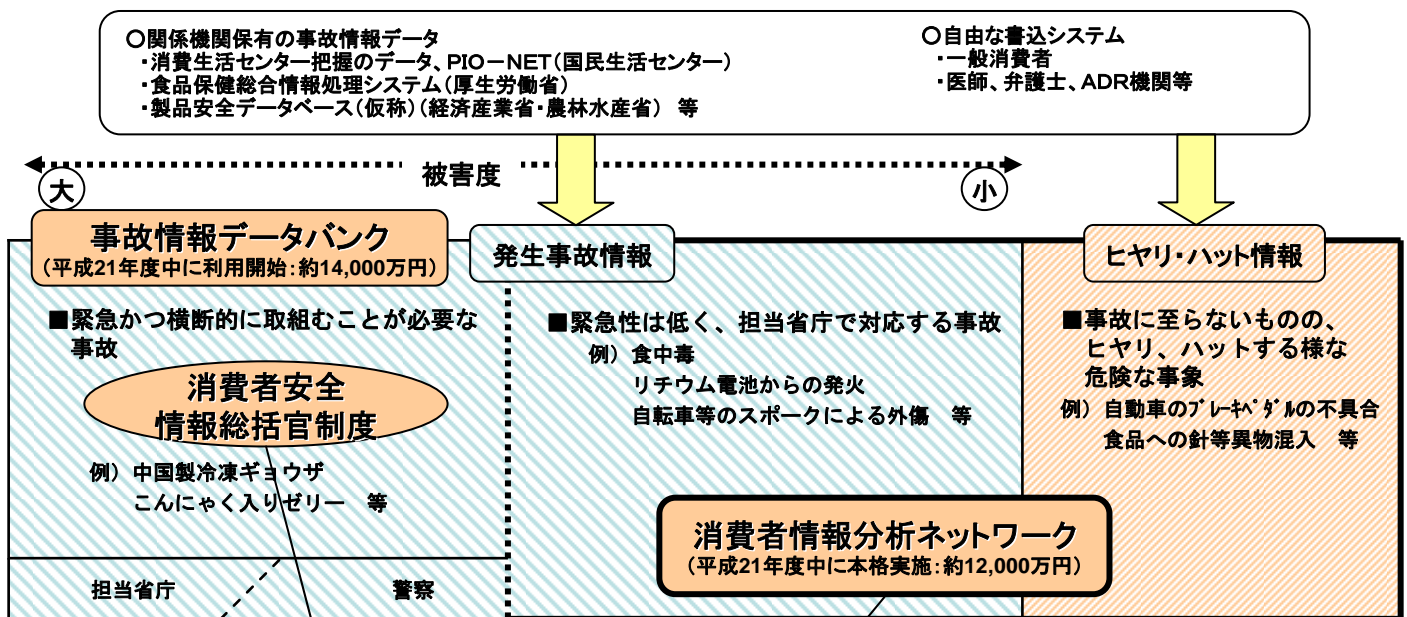 ○関係機関保有の事故情報データ
・消費生活センター把握のデータ、PIO－NET(国民生活センター)
・食品保健総合情報処理システム(厚生労働省)
・製品安全データベース(仮称)(経済産業省・農林水産省)　等
○自由な書込システム
・一般消費者
・医師、弁護士、ADR機関等
被害度
大
小
事故情報データバンク
(平成21年度中に利用開始：約14,000万円)
発生事故情報
ヒヤリ・ハット情報
■緊急かつ横断的に取組むことが必要な
事故
消費者安全
情報総括官制度
例）中国製冷凍ギョウザ
こんにゃく入りゼリー　等
■緊急性は低く、担当省庁で対応する事故
例）食中毒
リチウム電池からの発火
自転車等のスポークによる外傷　等
■事故に至らないものの、
ヒヤリ、ハットする様な
危険な事象
例）自動車のﾌﾞﾚｰｷﾍﾟﾀﾞﾙの不具合
食品への針等異物混入　等
消費者情報分析ネットワーク
(平成21年度中に本格実施：約12,000万円)
担当省庁
警察